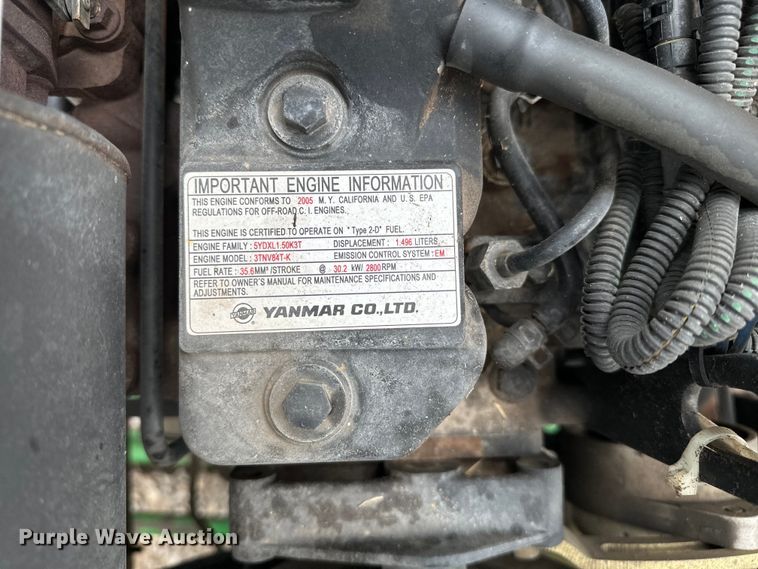 IMPORTANT ENGINE INFORMATION
THIS ENGINE CONFORMS TO 2005 M. Y. CALIFORNIA AND U. S. EPA
REGULATIONS FOR OFF-ROAD C. I. ENGINES.
THIS ENGINE IS CERTIFIED TO OPERATE ON "Type 2-D" FUEL.
ENGINE FAMILY : 5YDXL1.50K3T DISPLACEMENT : 1.496 LITERS
ENGINE MODEL : 3TNV84T-K EMISSION CONTROL SYSTEM : EM
FUEL RATE : 35.6MM³/STROKE @ 30.2 kW/ 2800RPM
REFER TO OWNER'S MANUAL FOR MAINTENANCE SPECIFICATIONS AND
ADJUSTMENTS.
YANMAR YANMAR CO.,LTD.
Purple Wave Auction